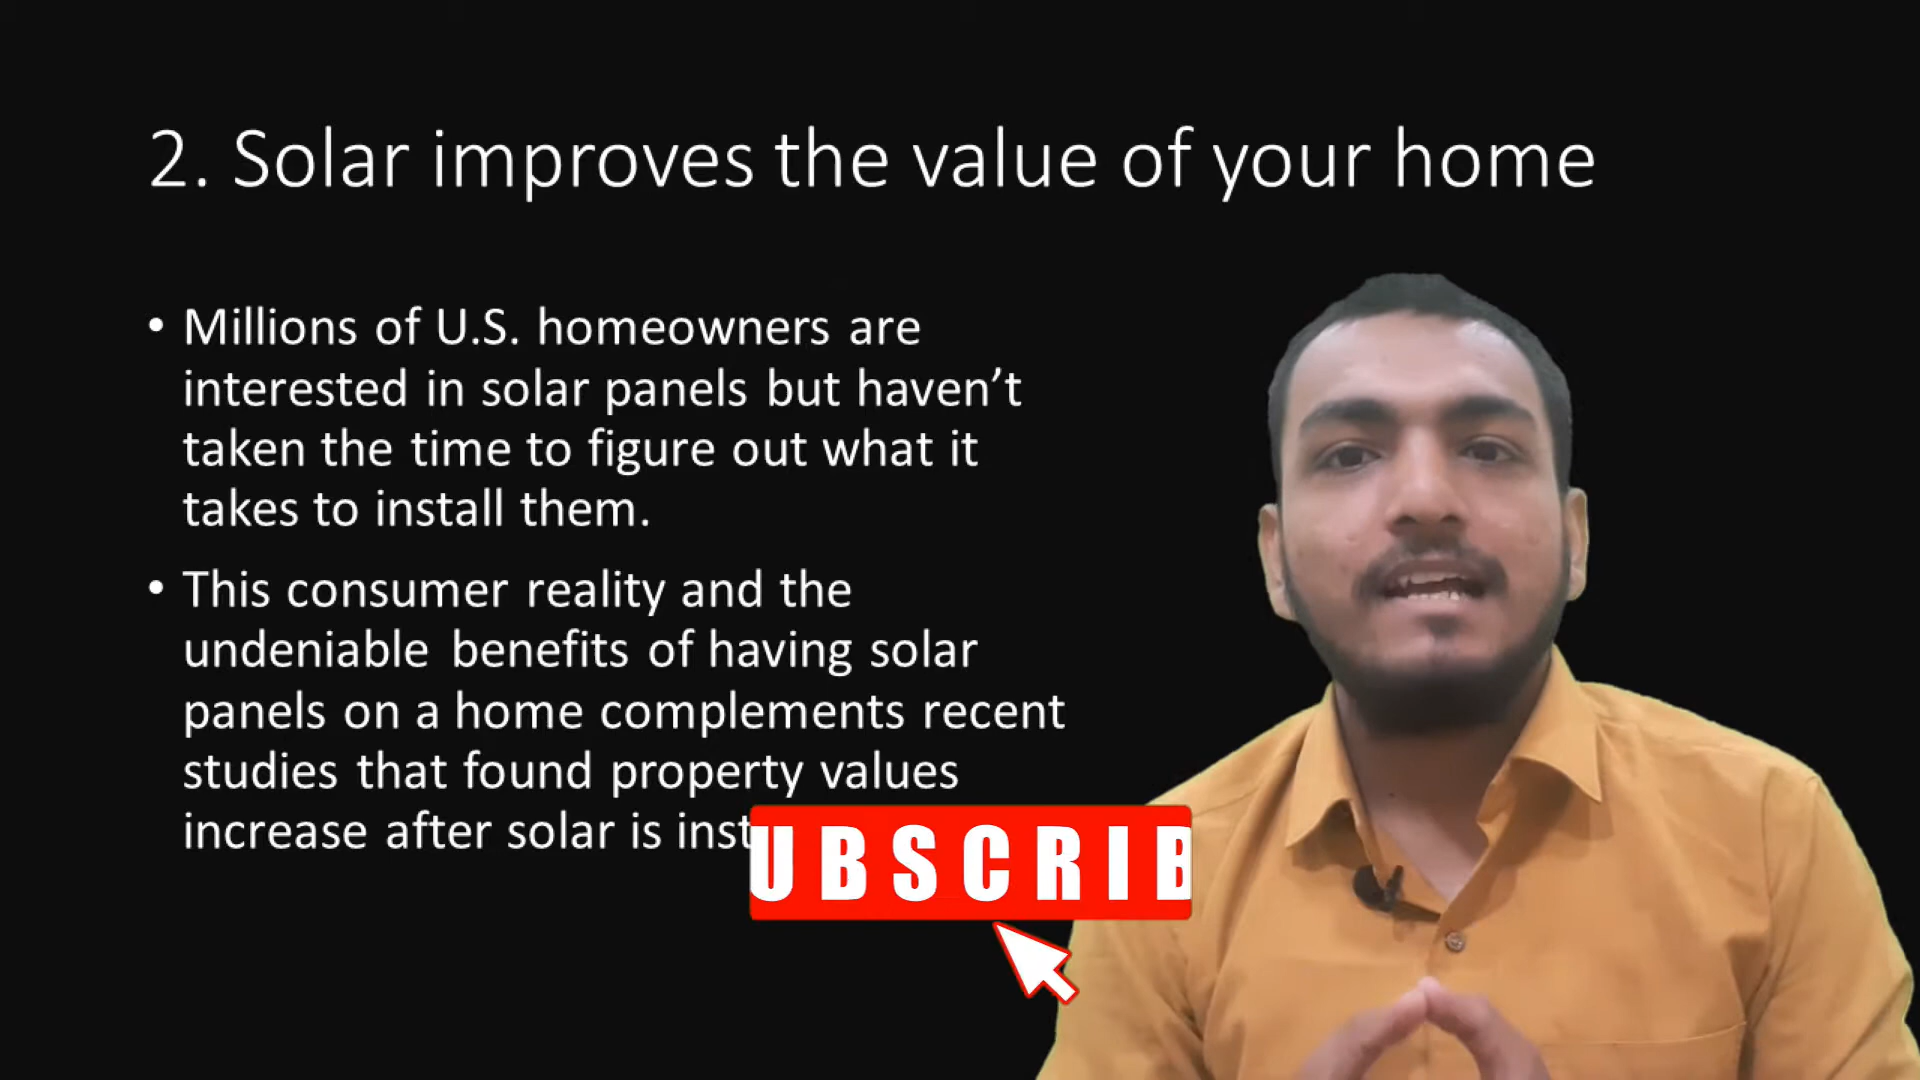 2. Solar improves the value of your home
• Millions of U.S. homeowners are
interested in solar panels but haven’t
taken the time to figure out what it
takes to install them.
• This consumer reality and the
undeniable benefits of having solar
panels on a home complements recent
studies that found property values
increase after solar is inst
UBSCRIB